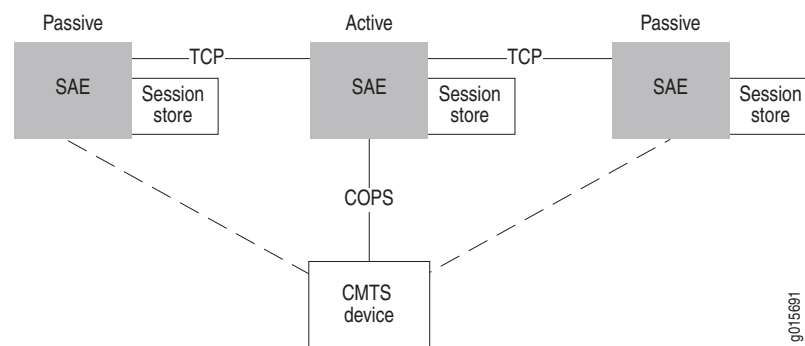 Passive
Active
Passive
TCP
TCP
SAE
SAE
SAE
Session
store
Session
store
Session
store
COPS
CMTS
device
g015691